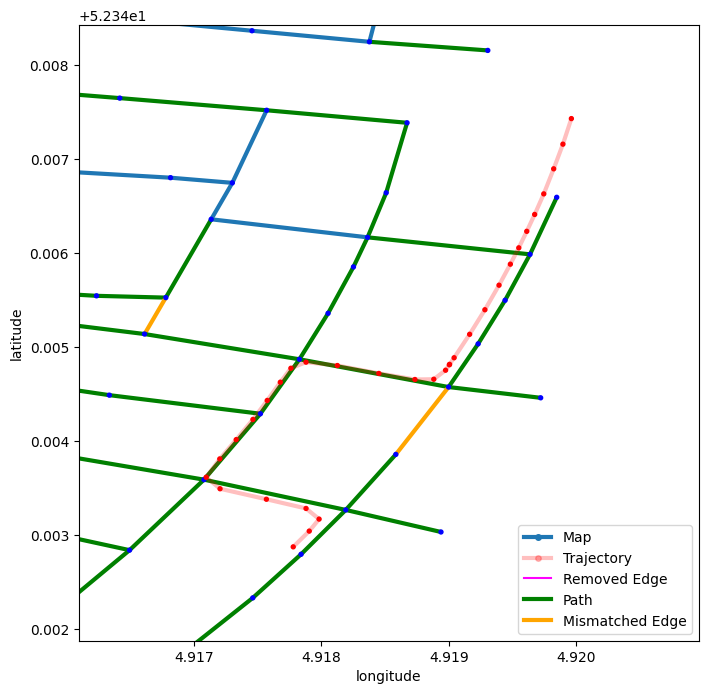 +5.234e1
0.008
0.007
0.006
0.005
0.004
0.003
0.002
latitude
4.917 4.918 4.919 4.920
longitude
Map
Trajectory
Removed Edge
Path
Mismatched Edge